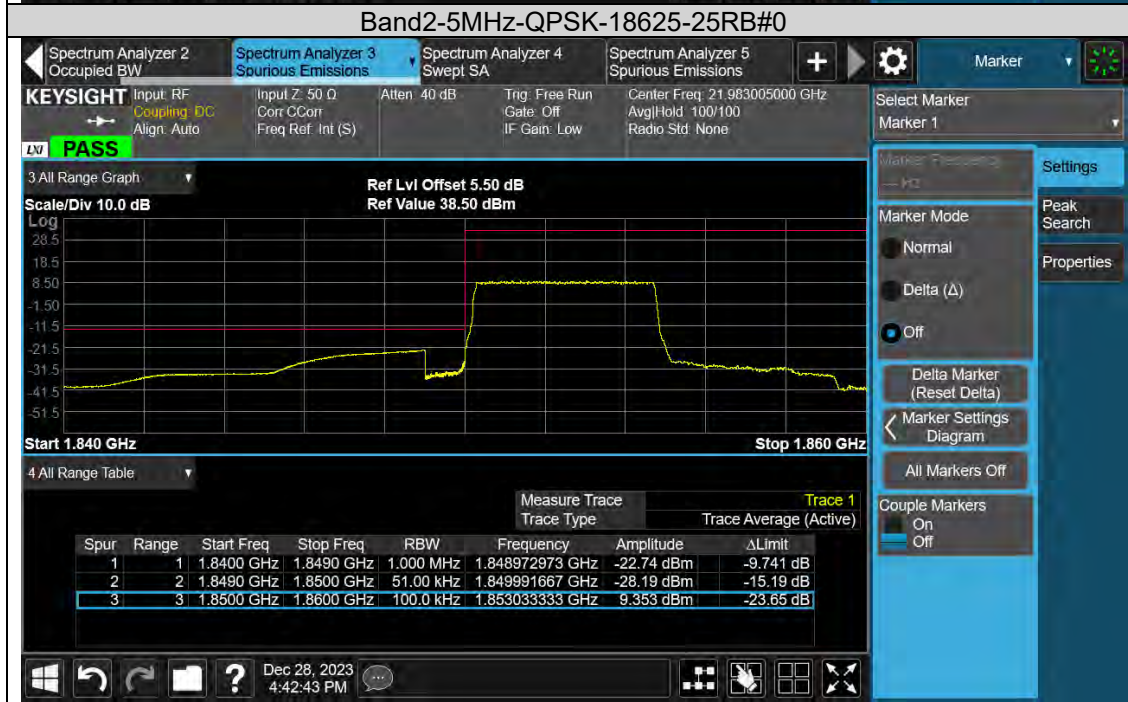 Band2-5MHz-QPSK-18625-25RB#0
Spectrum Analyzer 2
Occupied BW
Spectrum Analyzer 3
Spurious Emissions
Spectrum Analyzer 4
Swept SA
Spectrum Analyzer 5
Spurious Emissions
+
Marker
KEYSIGHT
Input: RF
Coupling: DC
Align: Auto
Input Z: 50 Ω
Corr CCorr
Freq Ref: Int (S)
Atten: 40 dB
Trig: Free Run
Gate: Off
IF Gain: Low
Center Freq: 21.983005000 GHz
Avg|Hold: 100/100
Radio Std: None
LXI PASS
Select Marker
Marker 1
Marker Frequency
--- Hz
Settings
Peak Search
Properties
Marker Mode
Normal
Delta (Δ)
Off
Delta Marker
(Reset Delta)
Marker Settings
Diagram
All Markers Off
Couple Markers
On
Off
3 All Range Graph
Ref Lvl Offset 5.50 dB
Scale/Div 10.0 dB
Ref Value 38.50 dBm
Log
28.5
18.5
8.50
-1.50
-11.5
-21.5
-31.5
-41.5
-51.5
Start 1.840 GHz
Stop 1.860 GHz
4 All Range Table
Measure Trace Trace 1
Trace Type Trace Average (Active)
Spur Range Start Freq Stop Freq RBW Frequency Amplitude ΔLimit
1 1 1.8400 GHz 1.8490 GHz 1.000 MHz 1.848972973 GHz -22.74 dBm -9.741 dB
2 2 1.8490 GHz 1.8500 GHz 51.00 kHz 1.849991667 GHz -28.19 dBm -15.19 dB
3 3 1.8500 GHz 1.8600 GHz 100.0 kHz 1.853033333 GHz 9.353 dBm -23.65 dB
?
Dec 28, 2023
4:42:43 PM